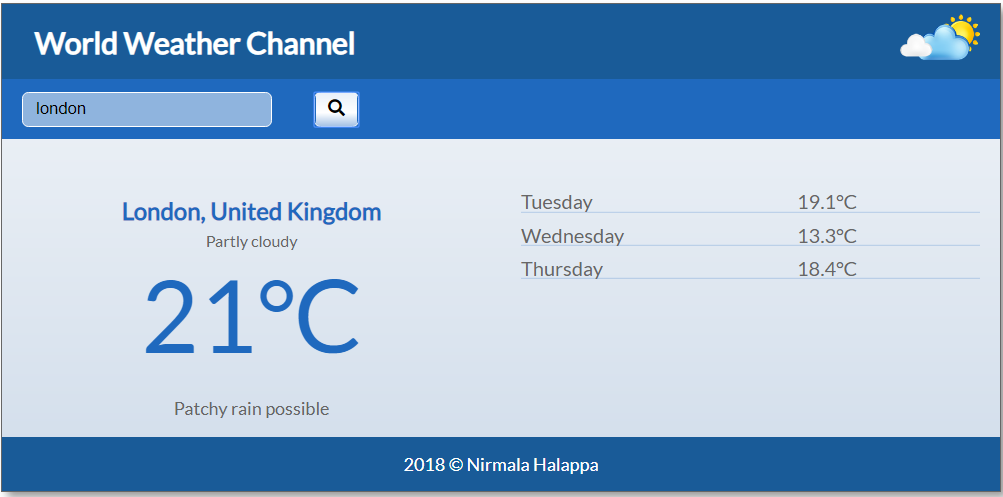 World Weather Channel
london
London, United Kingdom
Partly cloudy
21°C
Patchy rain possible
Tuesday 19.1°C
Wednesday 13.3°C
Thursday 18.4°C
2018 © Nirmala Halappa